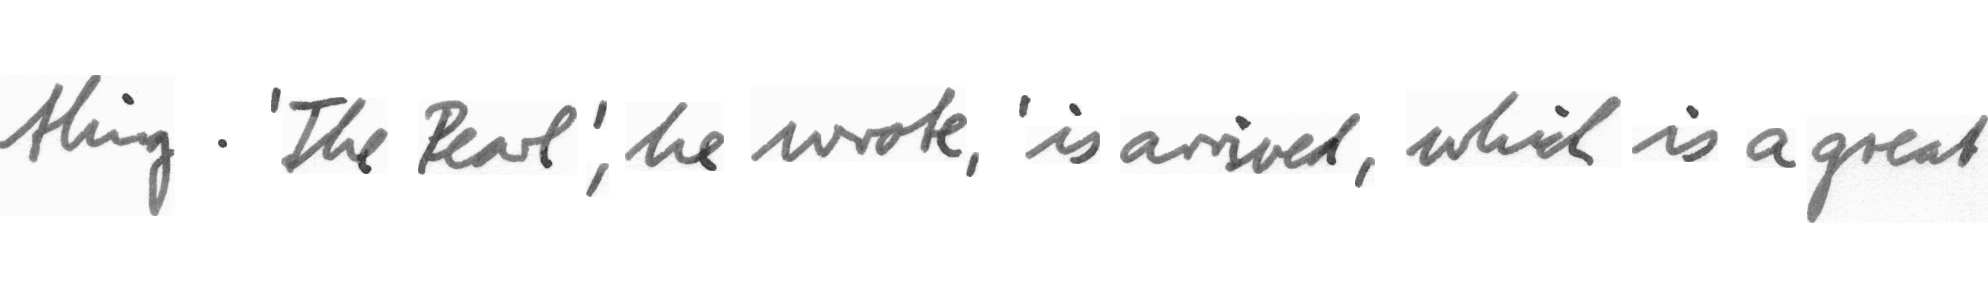 thing. 'The Pearl', he wrote, 'is arrived, which is a great